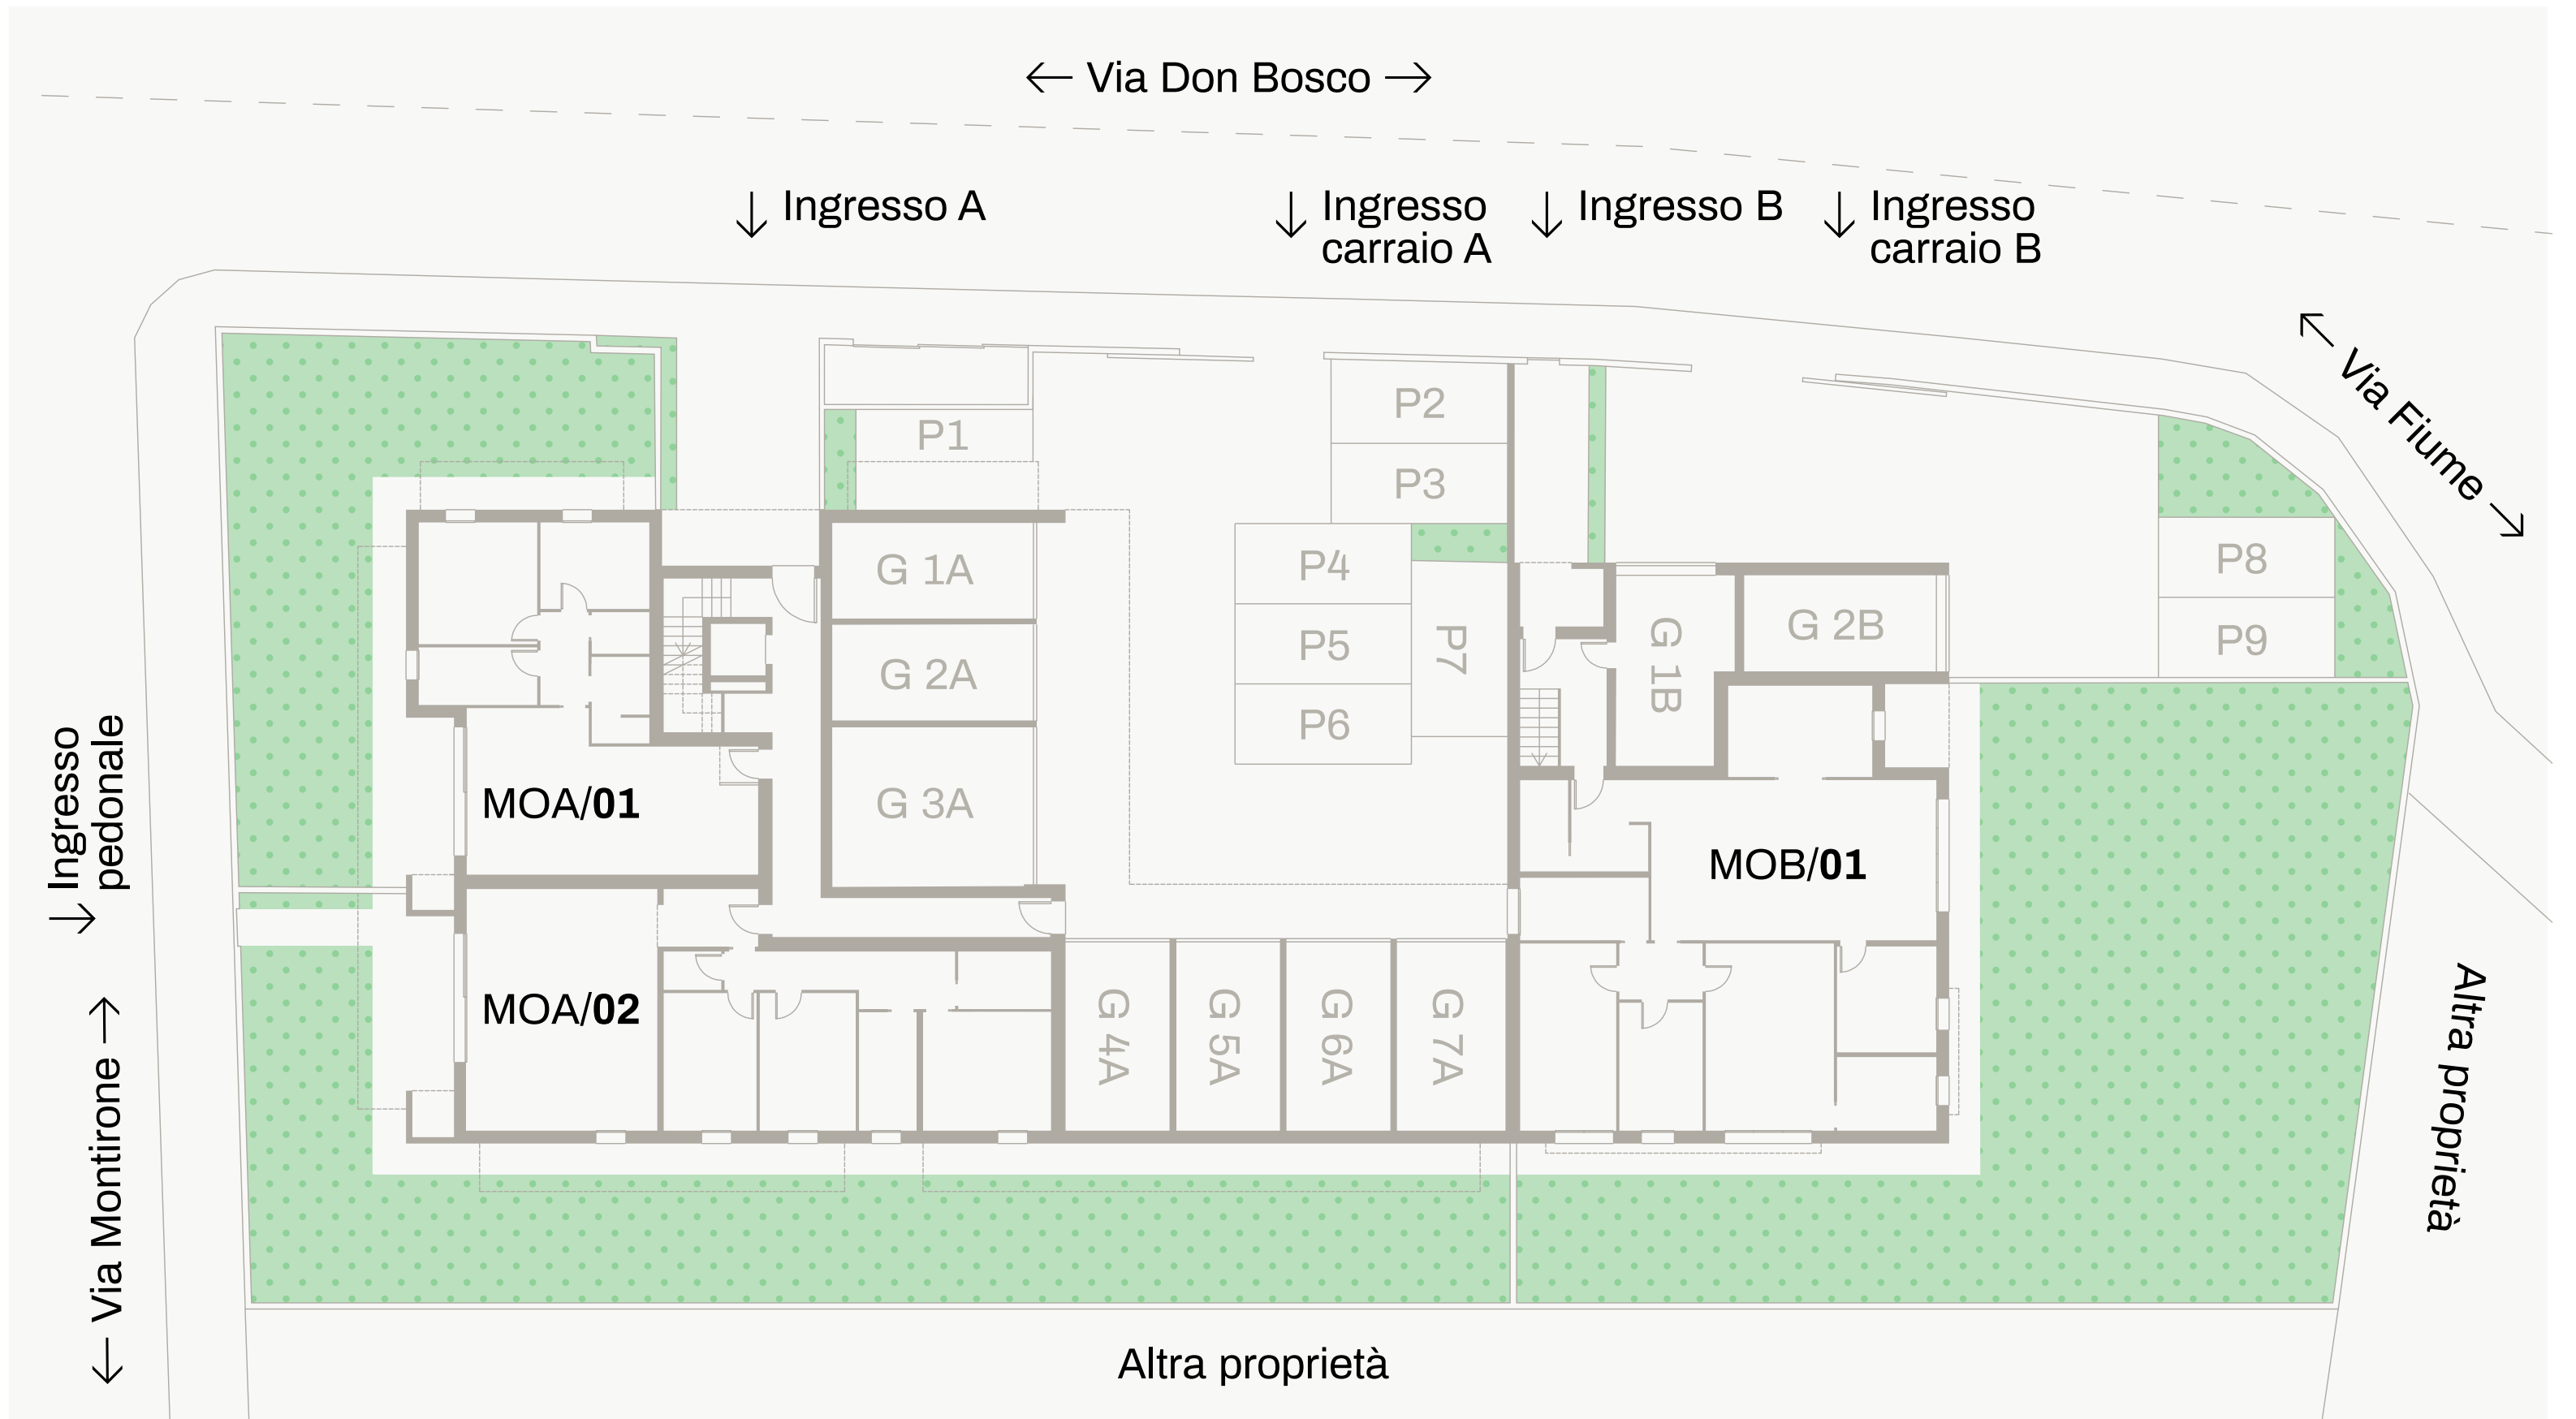 ← Via Don Bosco →
↓ Ingresso A
↓ Ingresso
carraio A
↓ Ingresso B
↓ Ingresso
carraio B
← Via Fiume →
P1
P2
P3
P4
P5
P6
P7
P8
P9
G 1A
G 2A
G 3A
G 1B
G 2B
→ Ingresso
pedonale
MOA/01
MOB/01
MOA/02
G 4A
G 5A
G 6A
G 7A
← Via Montirone →
Altra proprietà
Altra proprietà